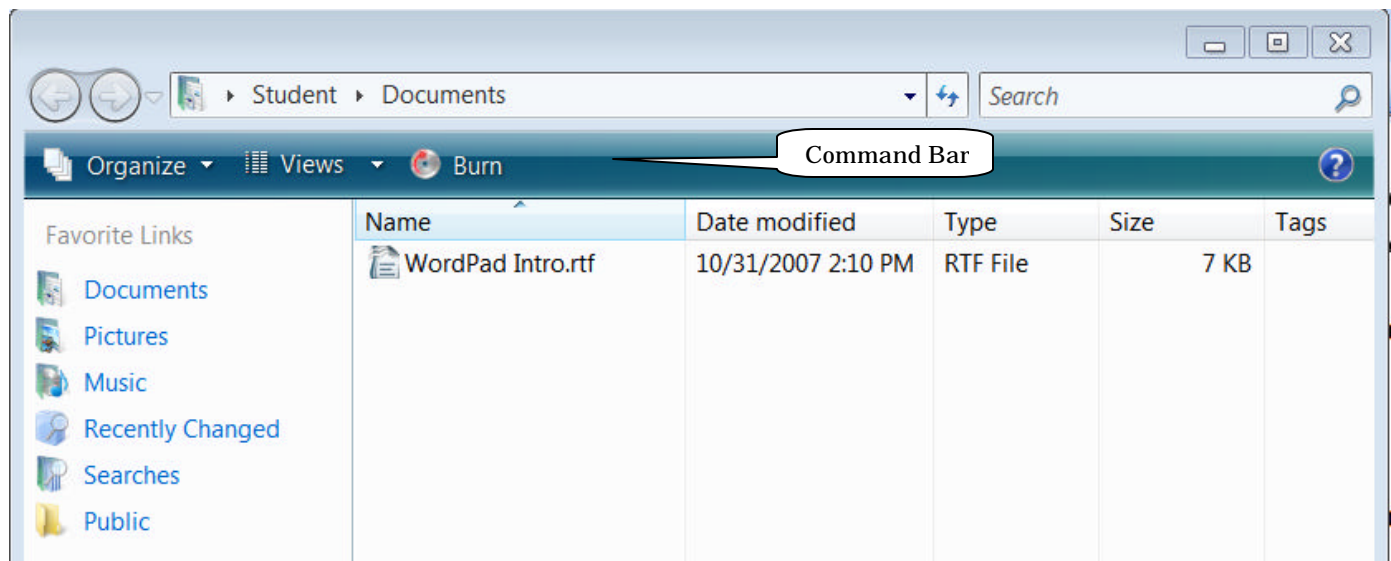 Student Documents Search
Organize Views Burn Command Bar
Favorite Links
Documents
Pictures
Music
Recently Changed
Searches
Public
Name Date modified Type Size Tags
WordPad Intro.rtf 10/31/2007 2:10 PM RTF File 7 KB